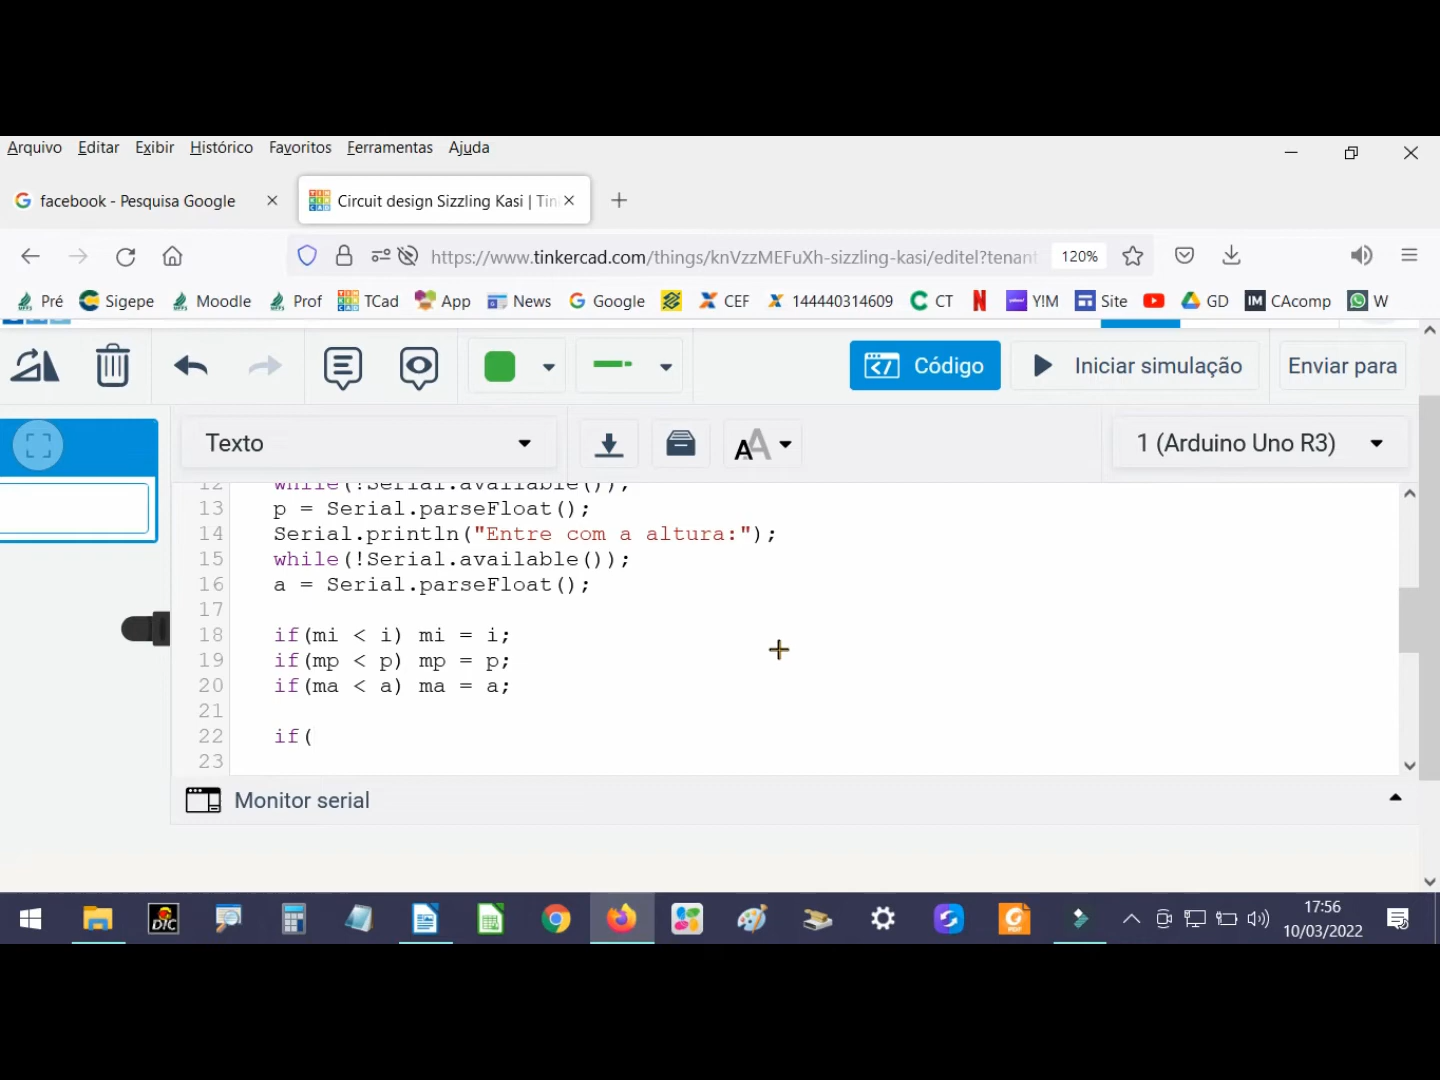 Arquivo Editar Exibir Histórico Favoritos Ferramentas Ajuda
facebook - Pesquisa Google
Circuit design Sizzling Kasi | Tin
https://www.tinkercad.com/things/knVzzMEFuXh-sizzling-kasi/editel?tenant 120%
Pré Sigepe Moodle Prof TCad App News Google CEF 144440314609 CT Y!M Site GD CAcomp W
Código Iniciar simulação Enviar para
Texto 1 (Arduino Uno R3)
12 while(!Serial.available());
13 p = Serial.parseFloat();
14 Serial.println("Entre com a altura:");
15 while(!Serial.available());
16 a = Serial.parseFloat();
17
18 if(mi < i) mi = i;
19 if(mp < p) mp = p;
20 if(ma < a) ma = a;
21
22 if(
23
Monitor serial
17:56
10/03/2022